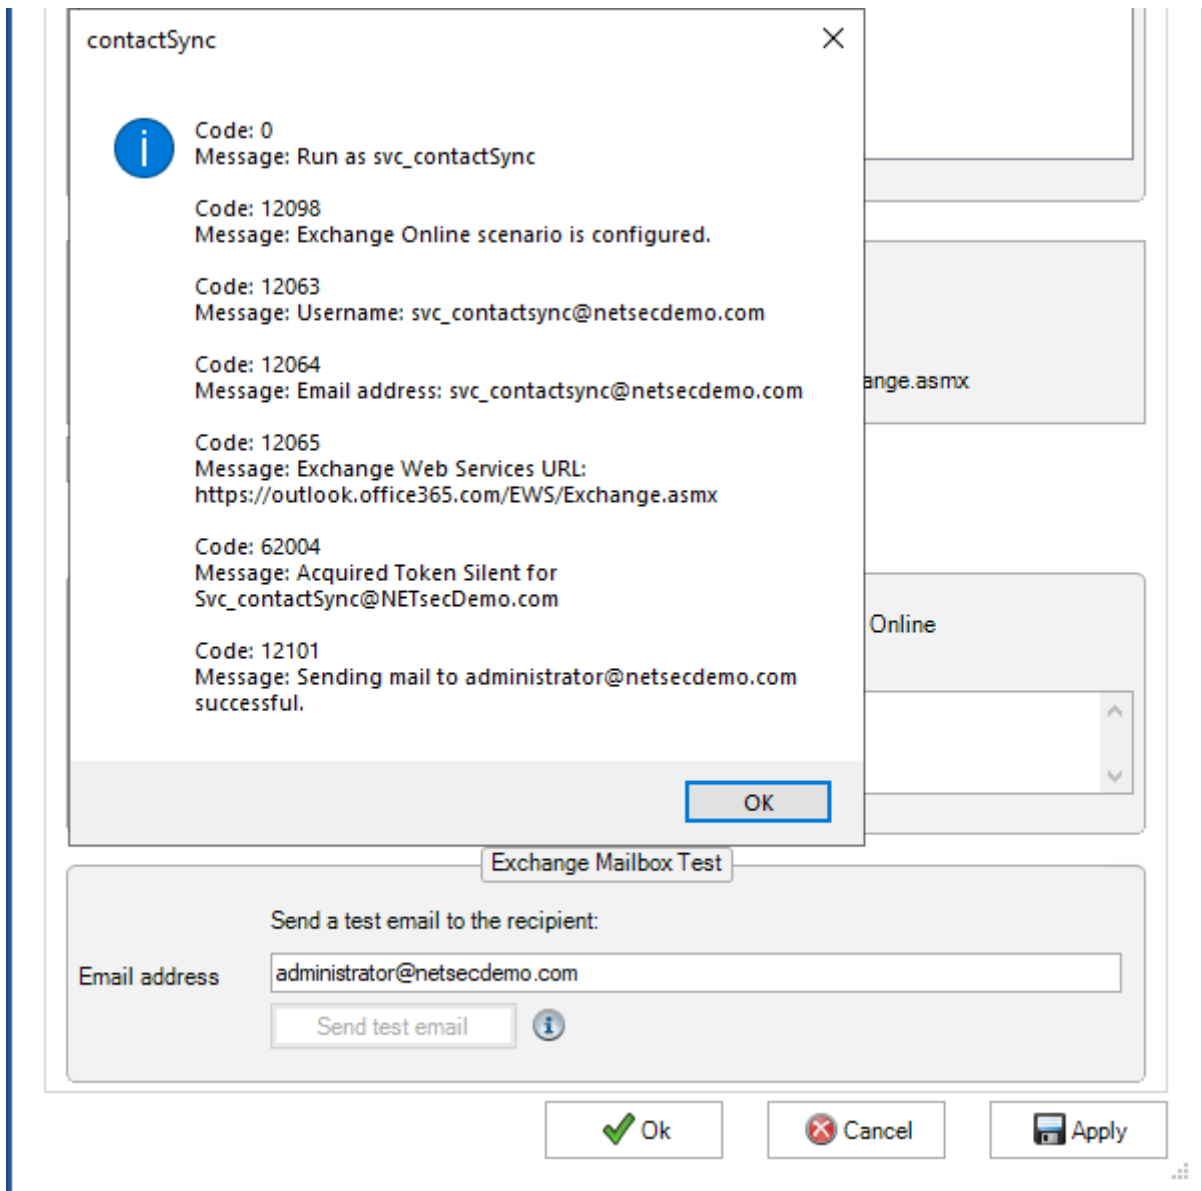 contactSync
Code: 0
Message: Run as svc_contactSync
Code: 12098
Message: Exchange Online scenario is configured.
Code: 12063
Message: Username: svc_contactsync@netsecdemo.com
Code: 12064
Message: Email address: svc_contactsync@netsecdemo.com
Code: 12065
Message: Exchange Web Services URL:
https://outlook.office365.com/EWS/Exchange.asmx
Code: 62004
Message: Acquired Token Silent for
Svc_contactSync@NETsecDemo.com
Code: 12101
Message: Sending mail to administrator@netsecdemo.com
successful.
OK
ange.asmx
Online
Exchange Mailbox Test
Send a test email to the recipient:
Email address
administrator@netsecdemo.com
Send test email
Ok
Cancel
Apply